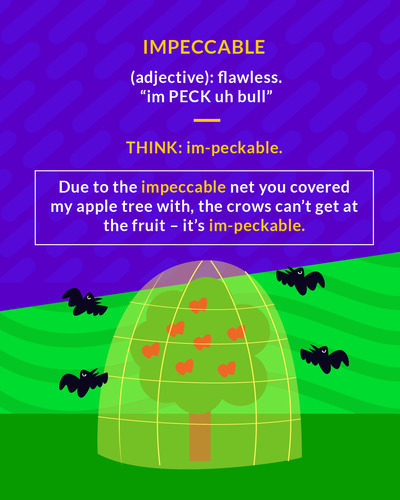 IMPECCABLE
(adjective): flawless.
“im PECK uh bull”
THINK: im-peckable.
Due to the impeccable net you covered
my apple tree with, the crows can’t get at
the fruit – it’s im-peckable.